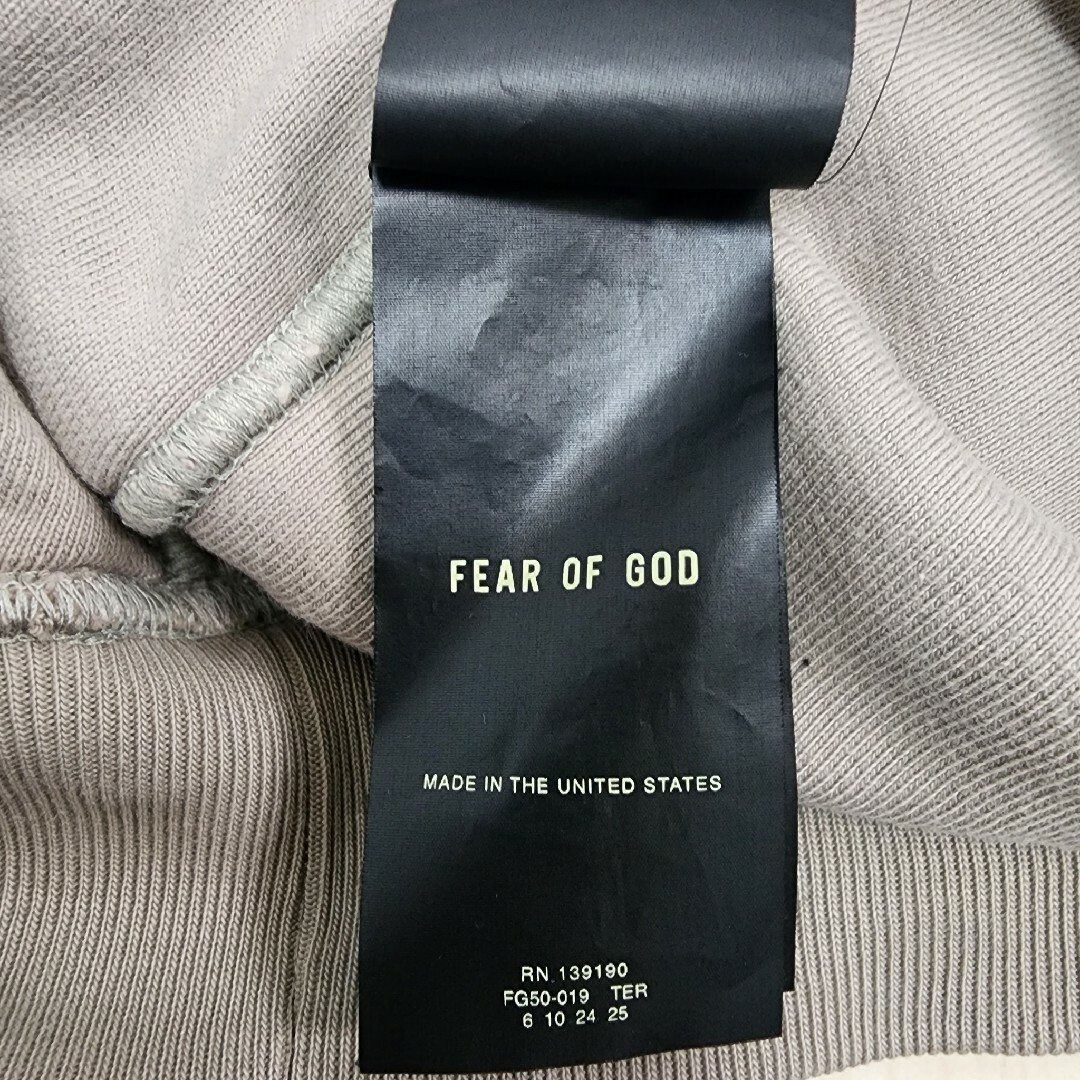 FEAR OF GOD
MADE IN THE UNITED STATES
RN 139190
FG50-019 TER
6 10 24 25